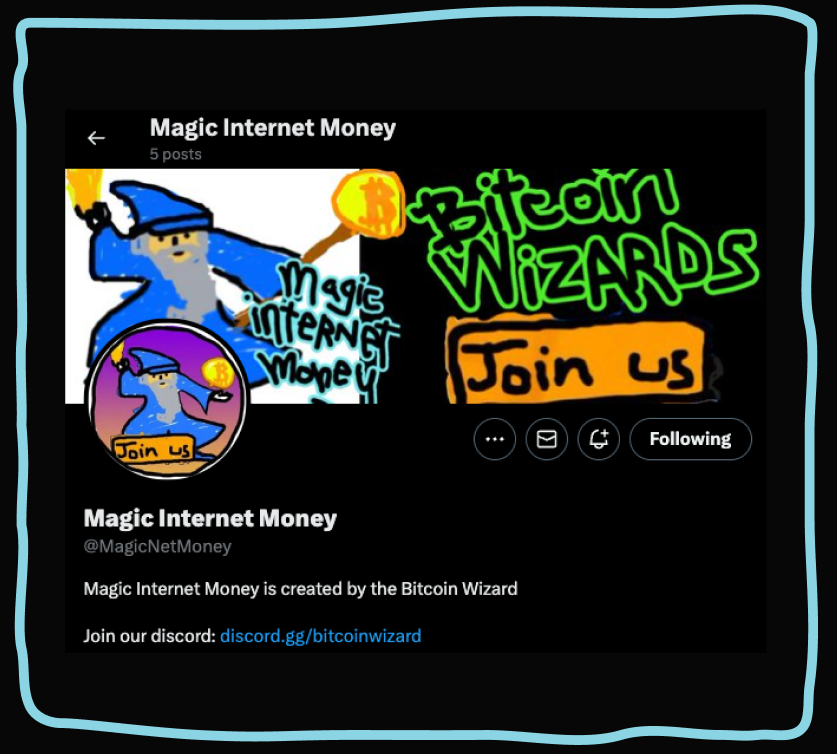 Magic Internet Money
5 posts
Bitcoin
WiZARDS
Magic
iNTERNET
Money
Join us
Join us
Following
Magic Internet Money
@MagicNetMoney
Magic Internet Money is created by the Bitcoin Wizard
Join our discord: discord.gg/bitcoinwizard